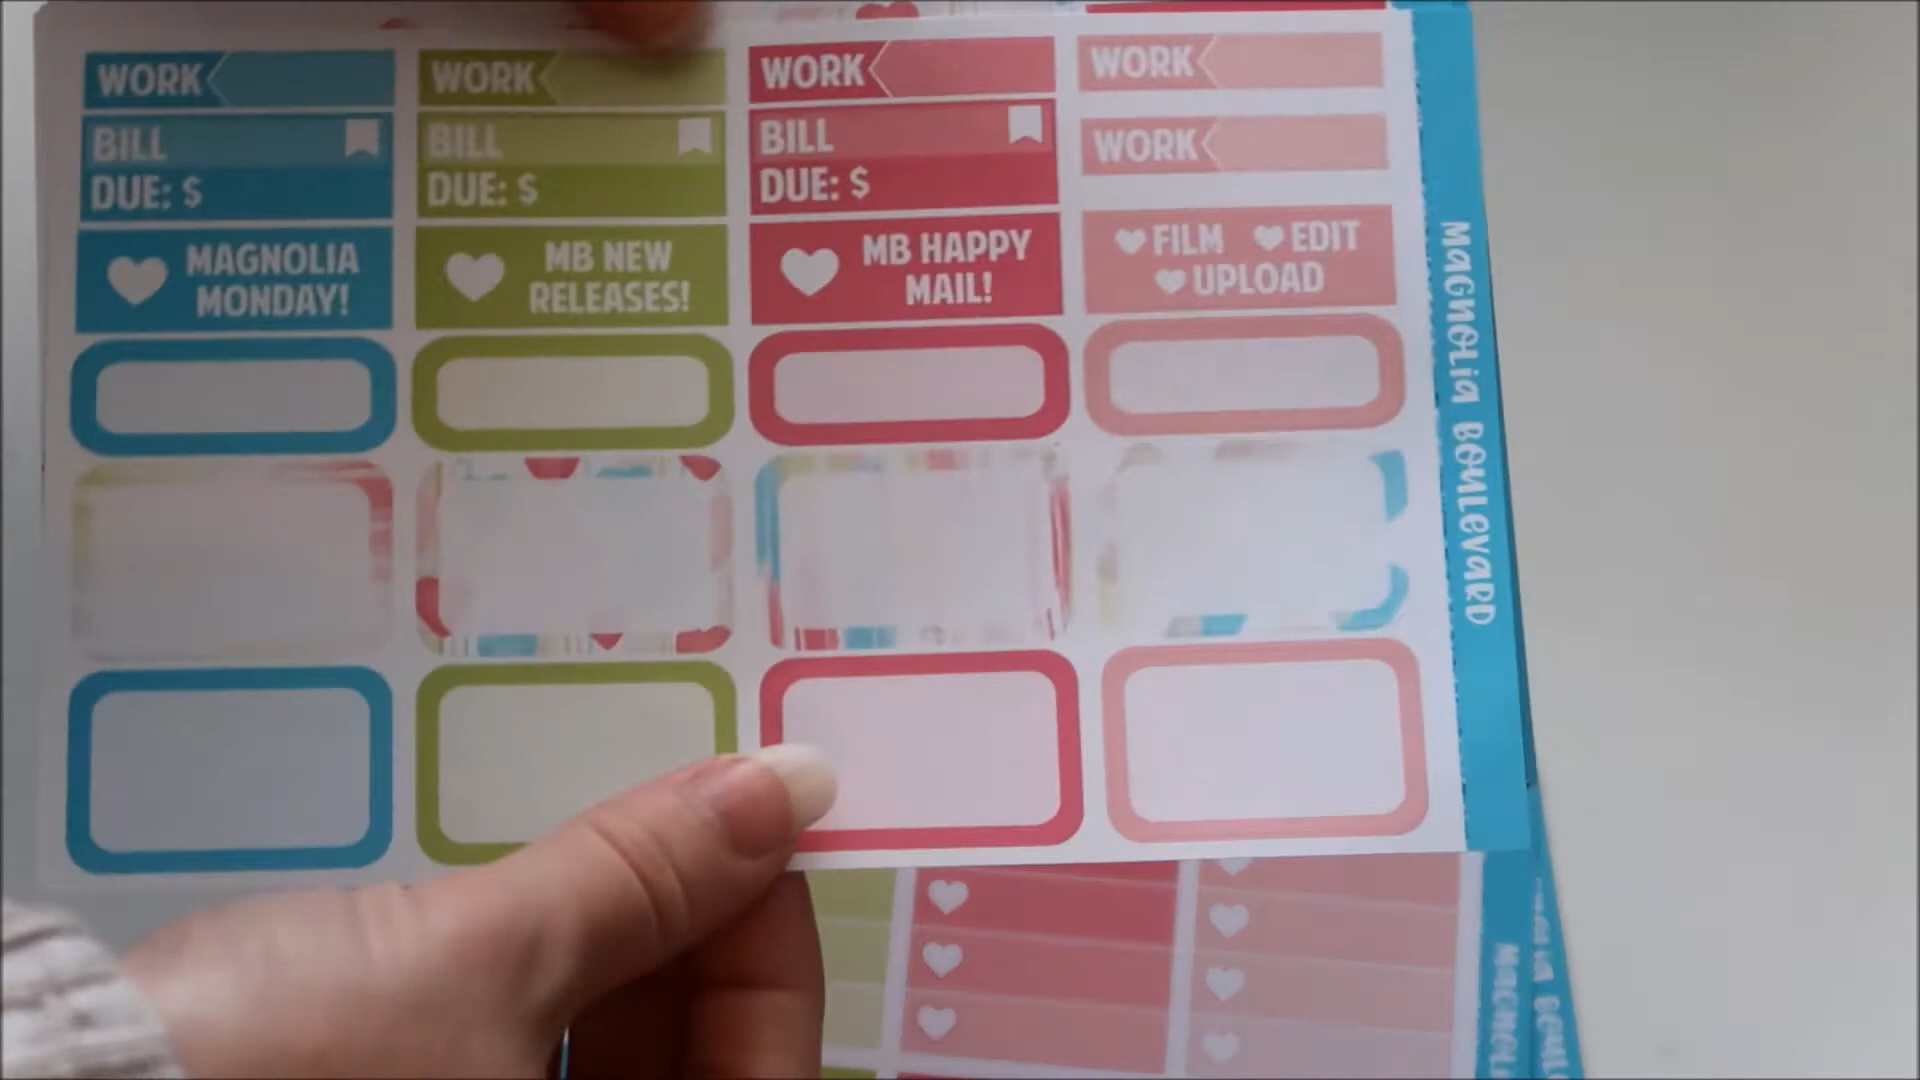 WORK
WORK
WORK
WORK
BILL
DUE: $
BILL
DUE: $
BILL
DUE: $
WORK
MAGNOLIA
MONDAY!
MB NEW
RELEASES!
MB HAPPY
MAIL!
FILM EDIT
UPLOAD
MAGNOLIA BOULEVARD